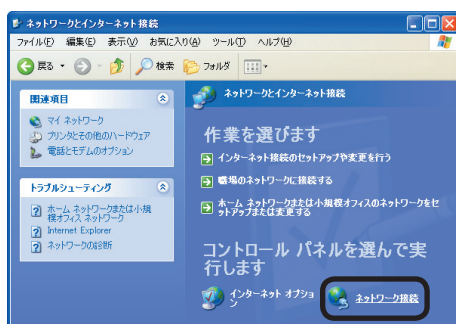 ネットワークとインターネット接続
ファイル(F) 編集(E) 表示(V) お気に入り(A) ツール(T) ヘルプ(H)
戻る 検索 フォルダ
関連項目
マイ ネットワーク
プリンタとその他のハードウェア
電話とモデムのオプション
トラブルシューティング
ホーム ネットワークまたは小規
模オフィス ネットワーク
Internet Explorer
ネットワークの診断
ネットワークとインターネット接続
作業を選びます
インターネット接続のセットアップや変更を行う
職場のネットワークに接続する
ホーム ネットワークまたは小規模オフィスのネットワークをセ
ットアップまたは変更する
コントロール パネルを選んで実
行します
インターネット オプショ
ン
ネットワーク接続